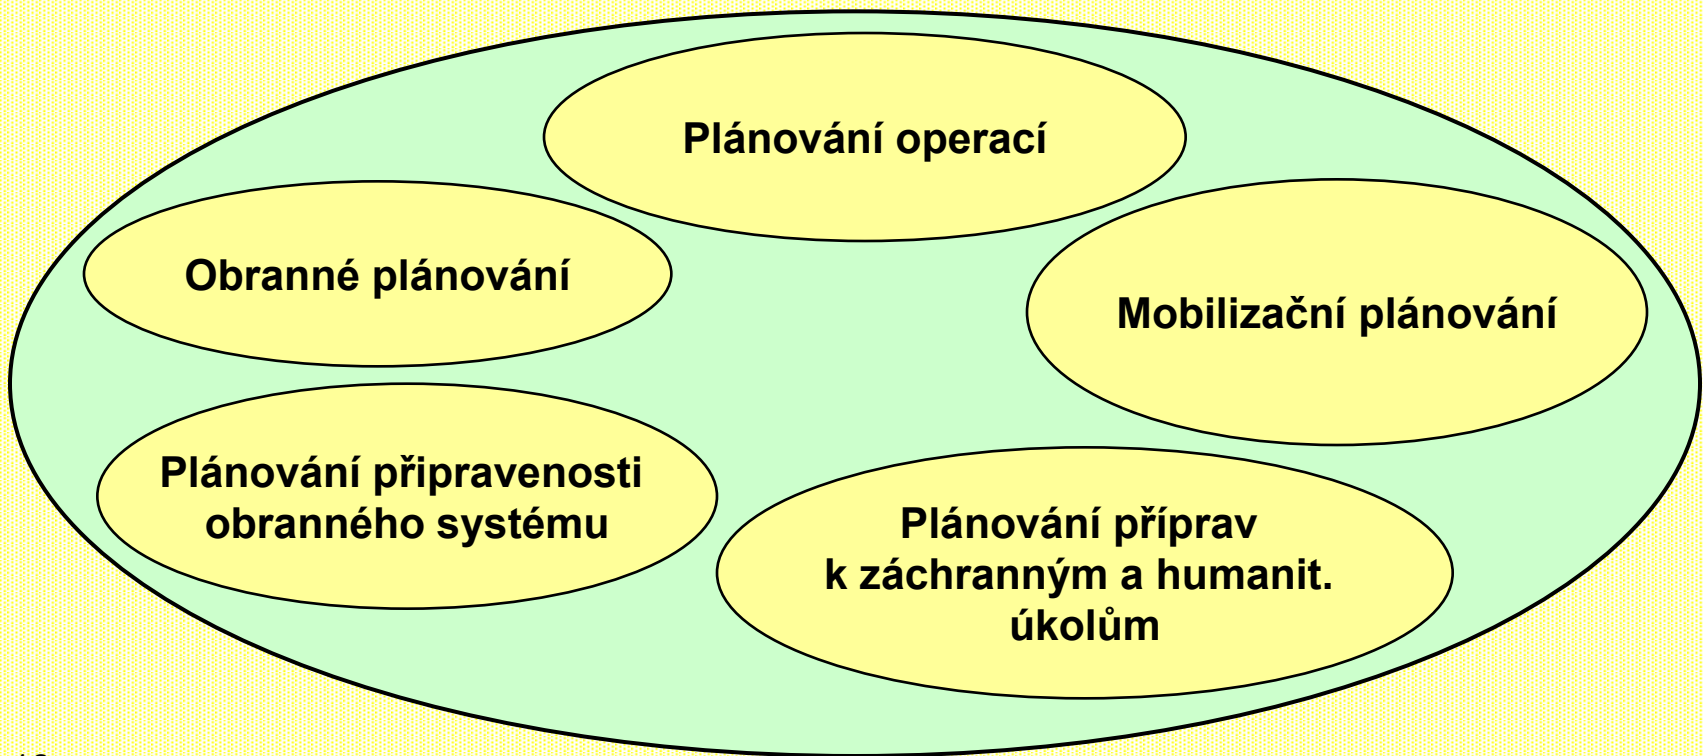 Plánování operací
Obranné plánování
Mobilizační plánování
Plánování připravenosti
obranného systému
Plánování příprav
k záchranným a humanit.
úkolům